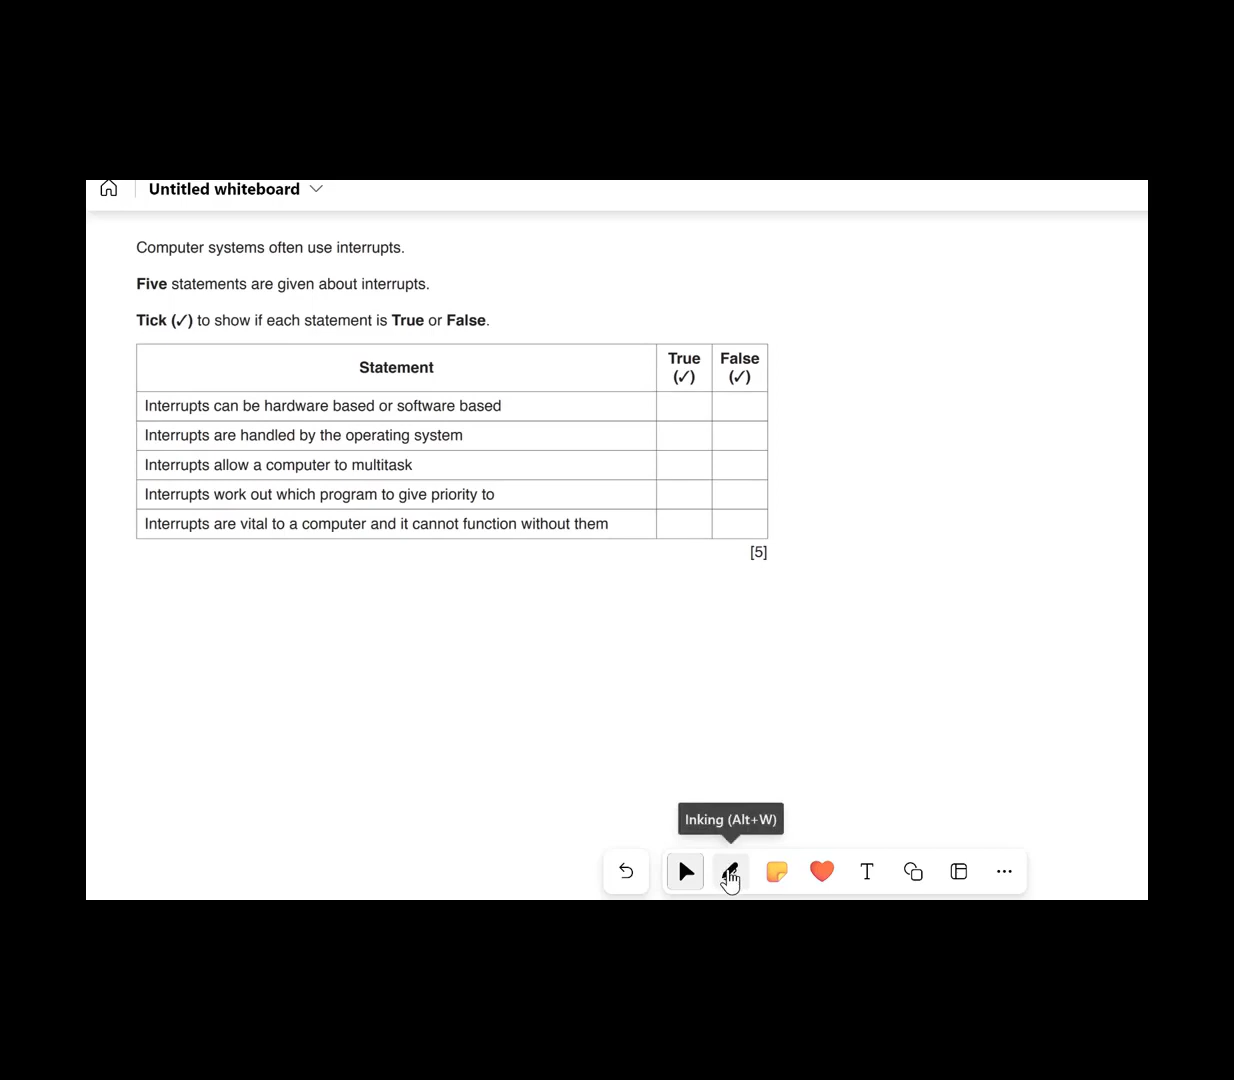 Untitled whiteboard
Computer systems often use interrupts.
Five statements are given about interrupts.
Tick (✓) to show if each statement is True or False.
Statement True (✓) False (✓)
Interrupts can be hardware based or software based
Interrupts are handled by the operating system
Interrupts allow a computer to multitask
Interrupts work out which program to give priority to
Interrupts are vital to a computer and it cannot function without them
[5]
Inking (Alt+W)
T